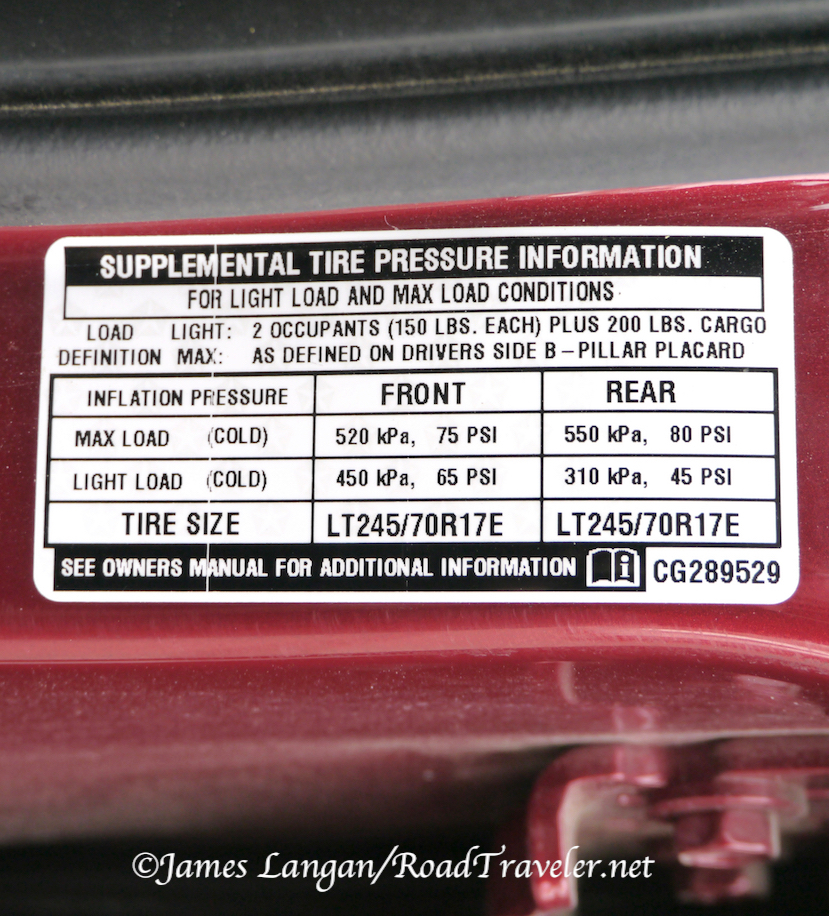 SUPPLEMENTAL TIRE PRESSURE INFORMATION
FOR LIGHT LOAD AND MAX LOAD CONDITIONS
LOAD LIGHT: 2 OCCUPANTS (150 LBS. EACH) PLUS 200 LBS. CARGO
DEFINITION MAX: AS DEFINED ON DRIVERS SIDE B-PILLAR PLACARD
INFLATION PRESSURE FRONT REAR
MAX LOAD (COLD) 520 kPa, 75 PSI 550 kPa, 80 PSI
LIGHT LOAD (COLD) 450 kPa, 65 PSI 310 kPa, 45 PSI
TIRE SIZE LT245/70R17E LT245/70R17E
SEE OWNERS MANUAL FOR ADDITIONAL INFORMATION CG289529
©James Langan/RoadTraveler.net